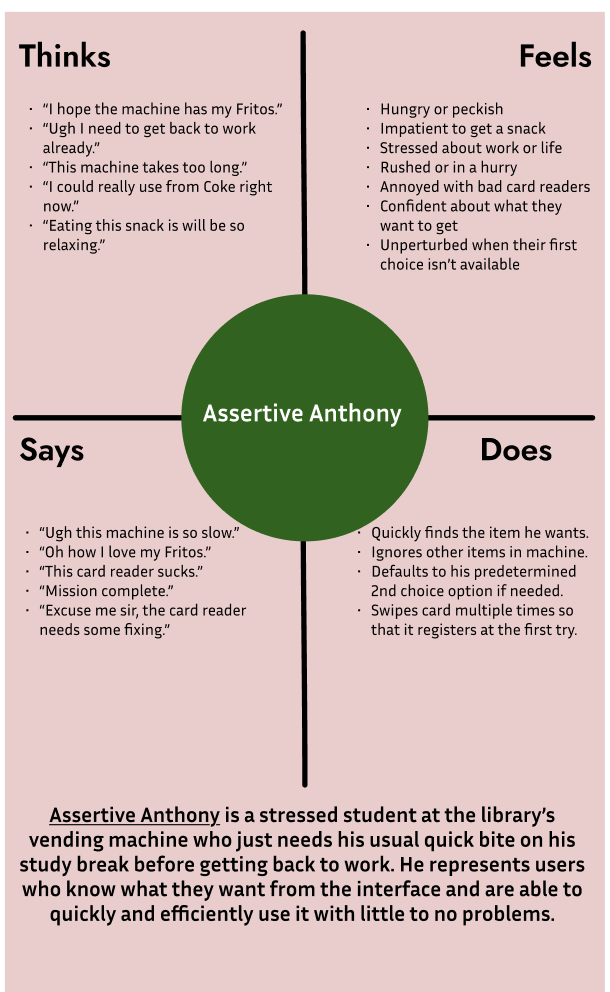 Thinks
· “I hope the machine has my Fritos.”
· “Ugh I need to get back to work
already.”
· “This machine takes too long.”
· “I could really use from Coke right
now.”
· “Eating this snack is will be so
relaxing.”
Feels
· Hungry or peckish
· Impatient to get a snack
· Stressed about work or life
· Rushed or in a hurry
· Annoyed with bad card readers
· Confident about what they
want to get
· Unperturbed when their first
choice isn’t available
Assertive Anthony
Says
· “Ugh this machine is so slow.”
· “Oh how I love my Fritos.”
· “This card reader sucks.”
· “Mission complete.”
· “Excuse me sir, the card reader
needs some fixing.”
Does
· Quickly finds the item he wants.
· Ignores other items in machine.
· Defaults to his predetermined
2nd choice option if needed.
· Swipes card multiple times so
that it registers at the first try.
Assertive Anthony is a stressed student at the library’s
vending machine who just needs his usual quick bite on his
study break before getting back to work. He represents users
who know what they want from the interface and are able to
quickly and efficiently use it with little to no problems.